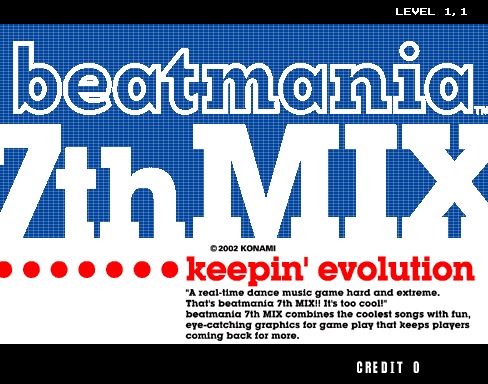 LEVEL 1,1
beatmania™
7th MIX
©2002 KONAMI
keepin' evolution
"A real-time dance music game hard and extreme.
That's beatmania 7th MIX!! It's too cool!"
beatmania 7th MIX combines the coolest songs with fun,
eye-catching graphics for game play that keeps players
coming back for more.
CREDIT 0